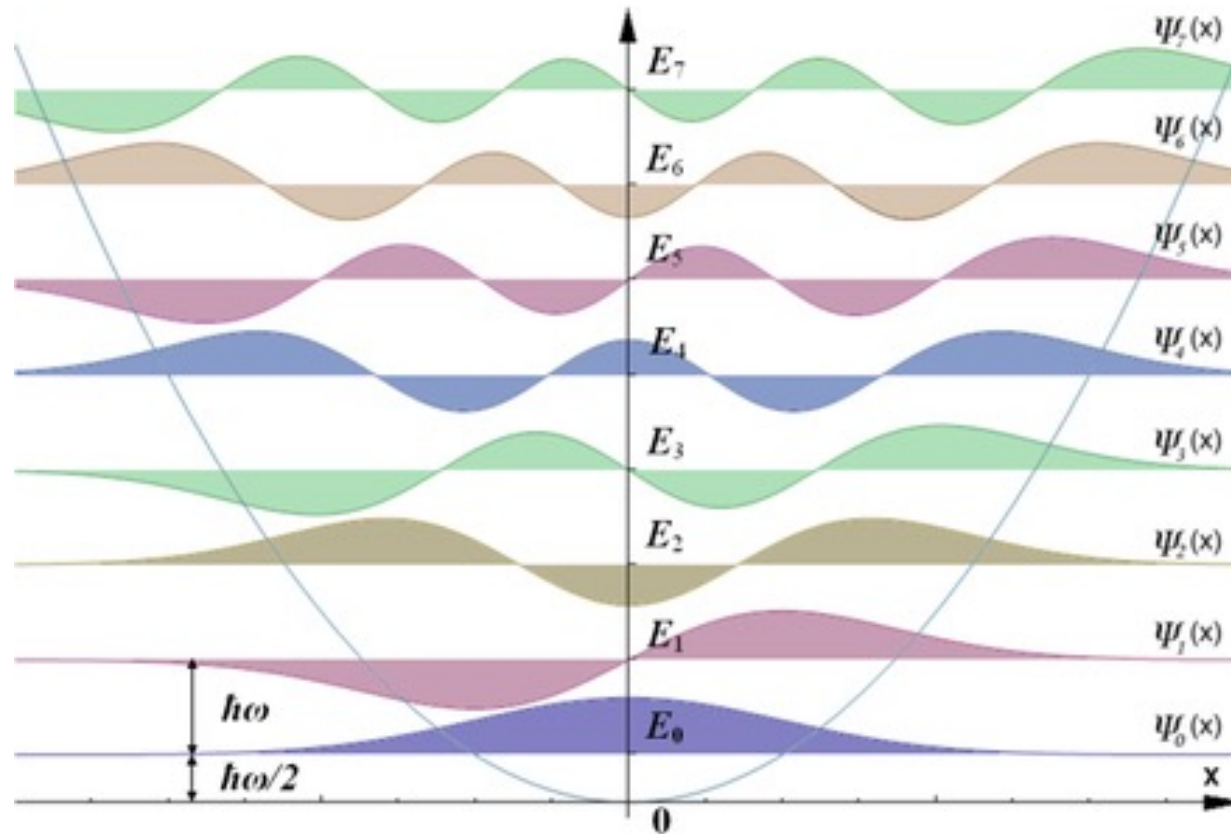 E₇ Ψ₇(x)
E₆ Ψ₆(x)
E₅ Ψ₅(x)
E₄ Ψ₄(x)
E₃ Ψ₃(x)
E₂ Ψ₂(x)
E₁ Ψ₁(x)
ħω
E₀ Ψ₀(x)
ħω/2
x
0